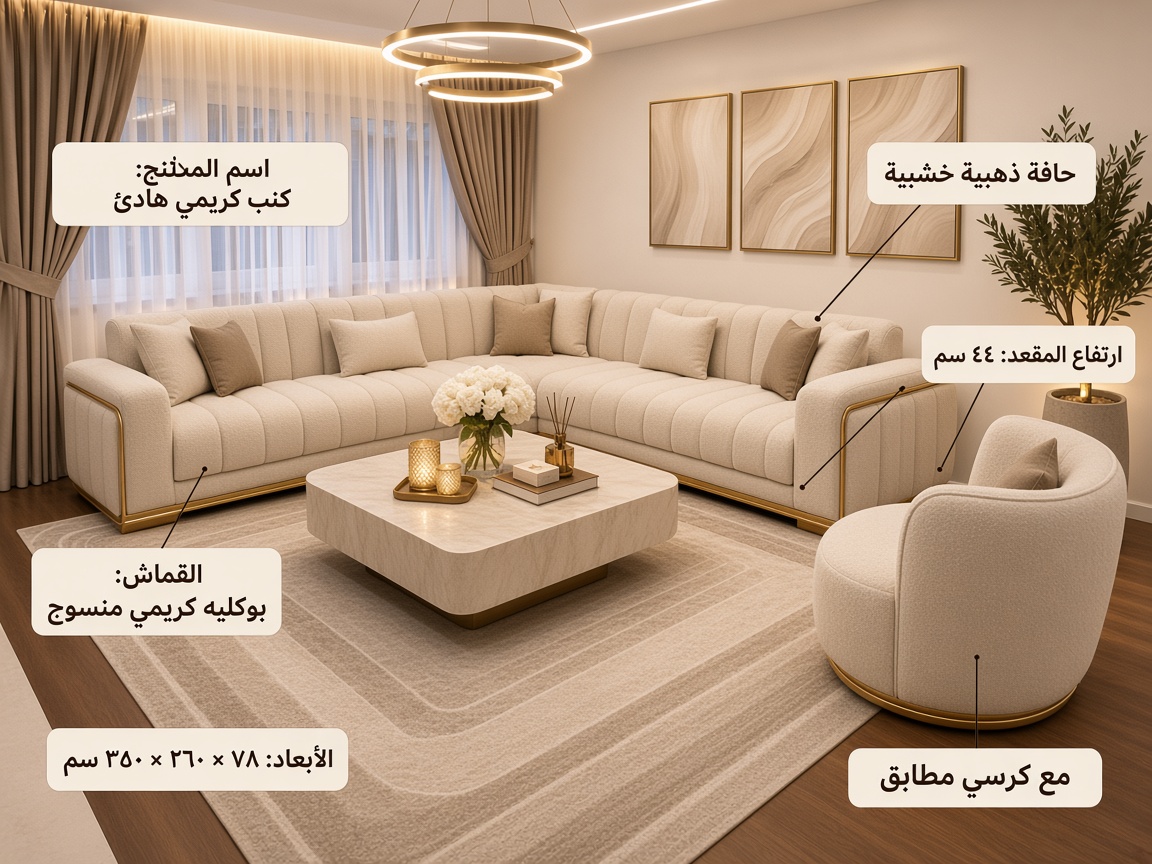 اسم
كنب كريمي هادئ
حافة ذهبية خشبية
ارتفاع المقعد: ٤٤ سم
القماش:
بوكليه كريمي منسوج
الأبعاد: ٧٨ × ٢٦٠ × ٣٥٠ سم
مع كرسي مطابق